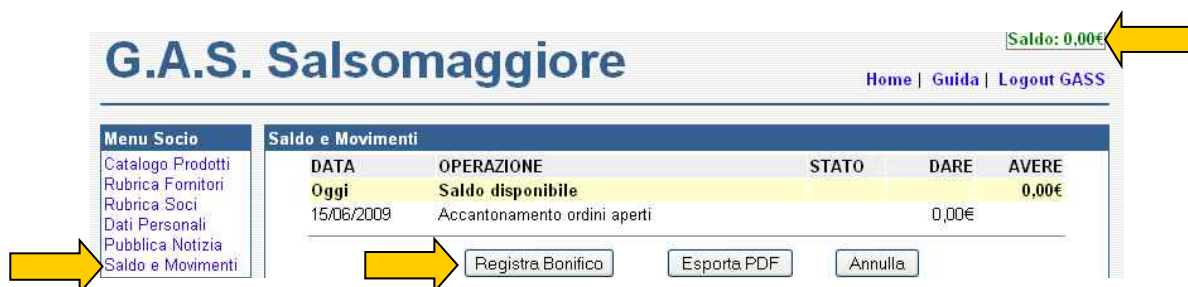 Saldo: 0,00€
G.A.S. Salsomaggiore
Home | Guida | Logout GASS
Menu Socio
Catalogo Prodotti
Rubrica Fornitori
Rubrica Soci
Dati Personali
Pubblica Notizia
Saldo e Movimenti
Saldo e Movimenti
DATA OPERAZIONE STATO DARE AVERE
Oggi Saldo disponibile 0,00€
15/06/2009 Accantonamento ordini aperti 0,00€
Registra Bonifico Esporta PDF Annulla